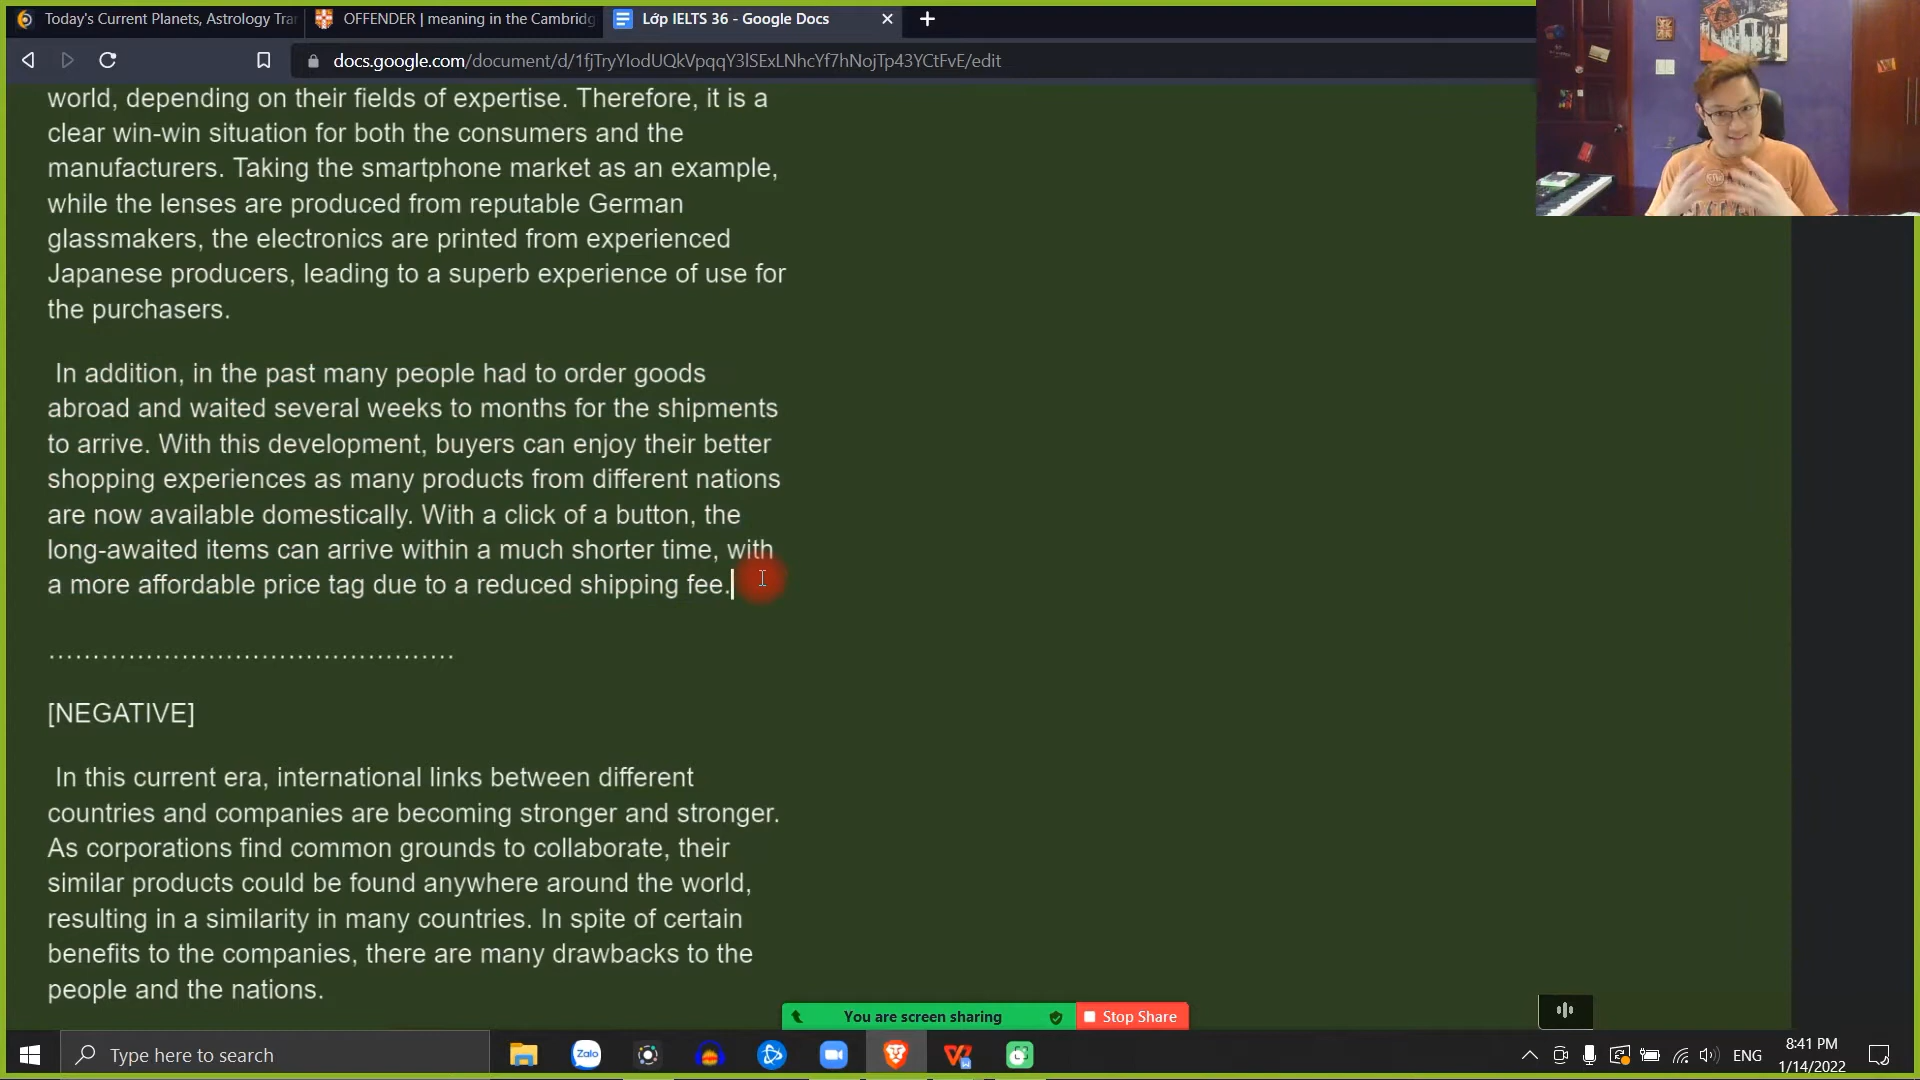 Today's Current Planets, Astrology Tra
OFFENDER | meaning in the Cambridg
Lớp IELTS 36 - Google Docs
docs.google.com/document/d/1fjTryYIodUQkVpqqY3lSExLNhcYf7hNojTp43YCtFvE/edit
world, depending on their fields of expertise. Therefore, it is a
clear win-win situation for both the consumers and the
manufacturers. Taking the smartphone market as an example,
while the lenses are produced from reputable German
glassmakers, the electronics are printed from experienced
Japanese producers, leading to a superb experience of use for
the purchasers.
In addition, in the past many people had to order goods
abroad and waited several weeks to months for the shipments
to arrive. With this development, buyers can enjoy their better
shopping experiences as many products from different nations
are now available domestically. With a click of a button, the
long-awaited items can arrive within a much shorter time, with
a more affordable price tag due to a reduced shipping fee.
……………………………………….
[NEGATIVE]
In this current era, international links between different
countries and companies are becoming stronger and stronger.
As corporations find common grounds to collaborate, their
similar products could be found anywhere around the world,
resulting in a similarity in many countries. In spite of certain
benefits to the companies, there are many drawbacks to the
people and the nations.
You are screen sharing
Stop Share
Type here to search
Zalo
ENG
8:41 PM
1/14/2022